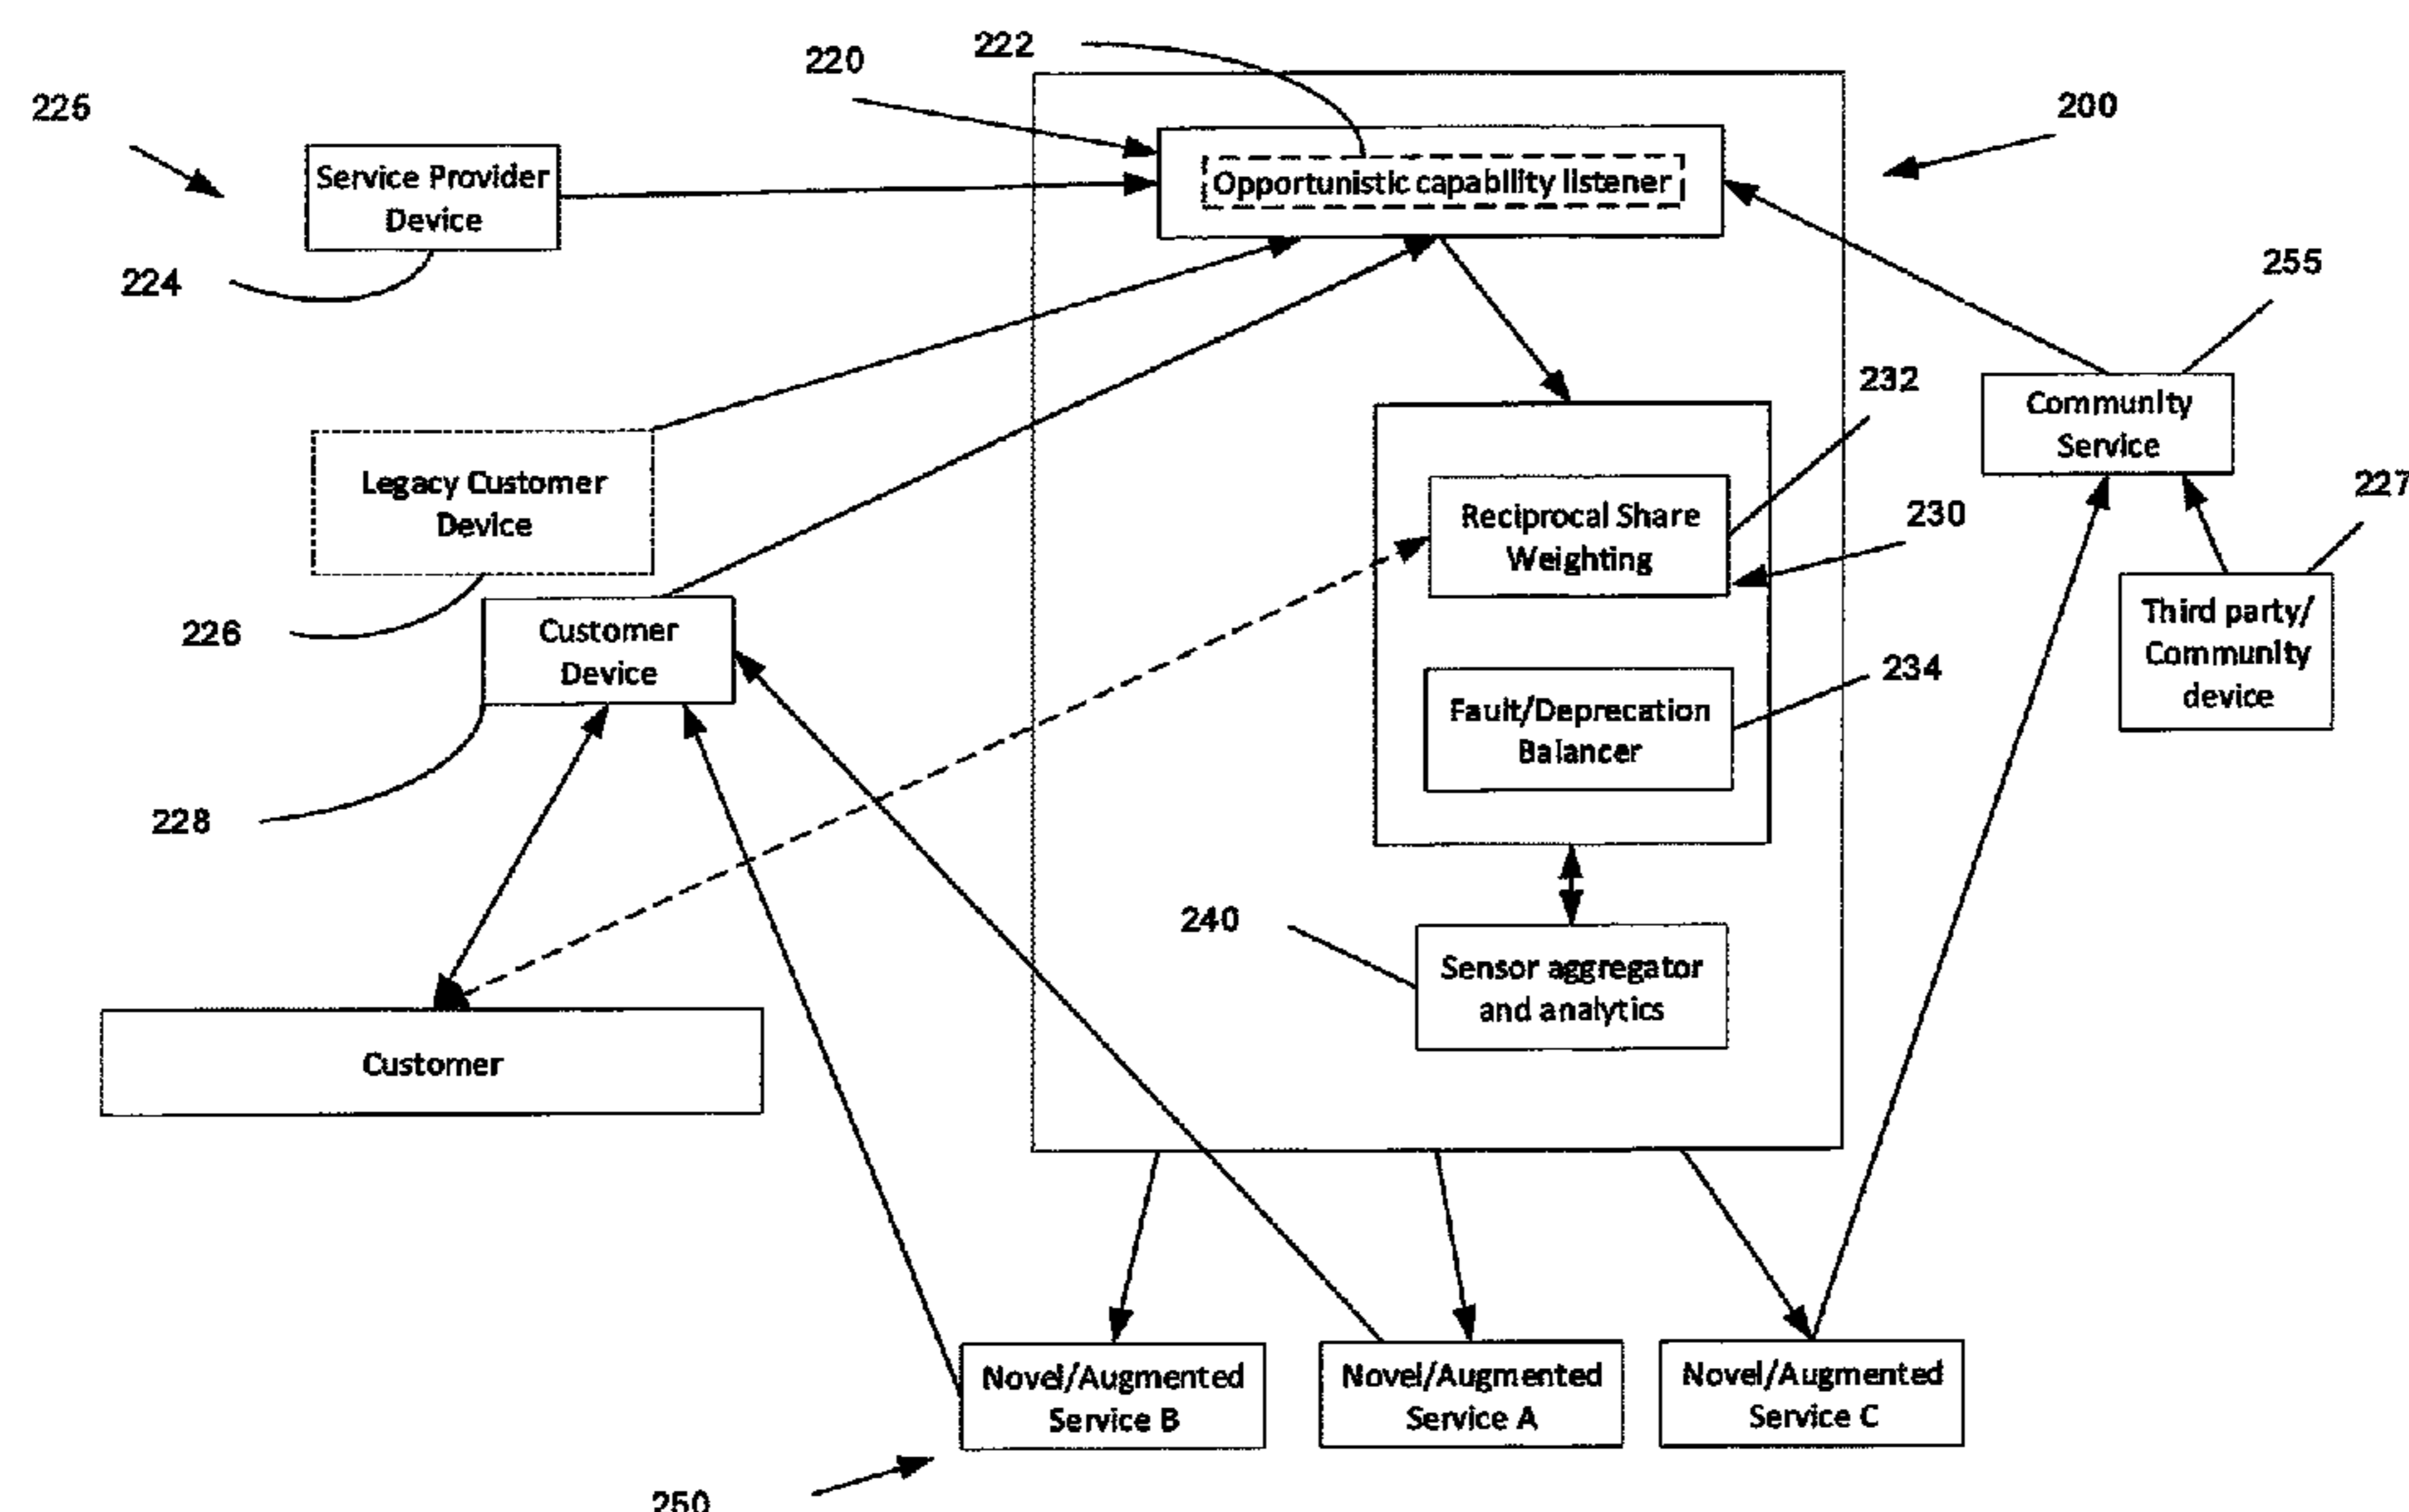 222
220
225
200
Opportunistic capability listener
Service Provider
Device
224
255
232
Community
Service
Legacy Customer
Device
227
Reciprocal Share
Weighting
230
226
Customer
Device
Third party/
Community
device
234
Fault/Deprecation
Balancer
228
240
Sensor aggregator
and analytics
Customer
Novel/Augmented
Service B
Novel/Augmented
Service A
Novel/Augmented
Service C
250